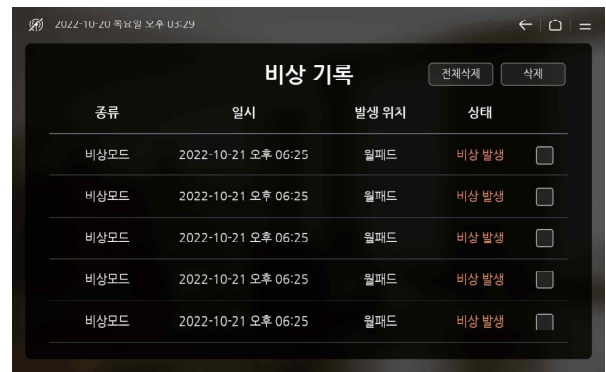 2022-10-20 목요일 오후 03:29
비상 기록
전체삭제 삭제
종류 일시 발생 위치 상태
비상모드 2022-10-21 오후 06:25 월패드 비상 발생
비상모드 2022-10-21 오후 06:25 월패드 비상 발생
비상모드 2022-10-21 오후 06:25 월패드 비상 발생
비상모드 2022-10-21 오후 06:25 월패드 비상 발생
비상모드 2022-10-21 오후 06:25 월패드 비상 발생